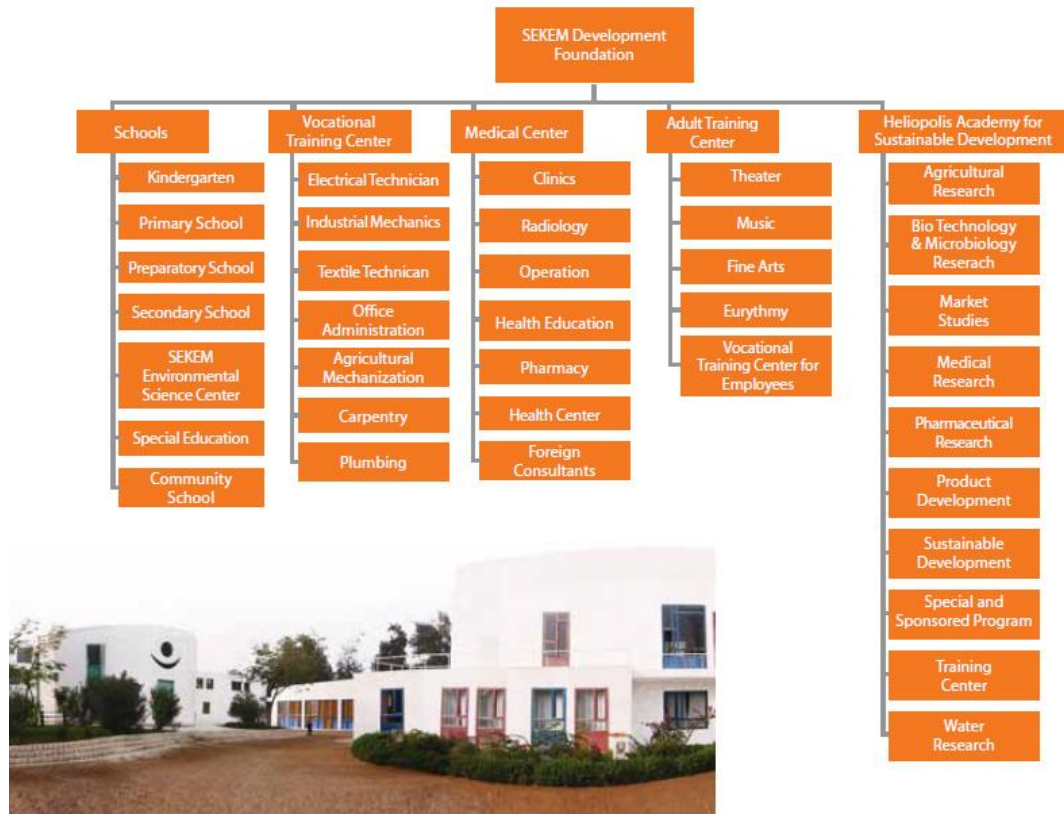 SEKEM Development
Foundation
Schools
Kindergarten
Primary School
Preparatory School
Secondary School
SEKEM
Environmental
Science Center
Special Education
Community
School
Vocational
Training Center
Electrical Technician
Industrial Mechanics
Textile Technican
Office
Administration
Agricultural
Mechanization
Carpentry
Plumbing
Medical Center
Clinics
Radiology
Operation
Health Education
Pharmacy
Health Center
Foreign
Consultants
Adult Training
Center
Theater
Music
Fine Arts
Eurythmy
Vocational
Training Center for
Employees
Heliopolis Academy for
Sustainable Development
Agricultural
Research
Bio Technology
& Microbiology
Reserach
Market
Studies
Medical
Research
Pharmaceutical
Research
Product
Development
Sustainable
Development
Special and
Sponsored Program
Training
Center
Water
Research